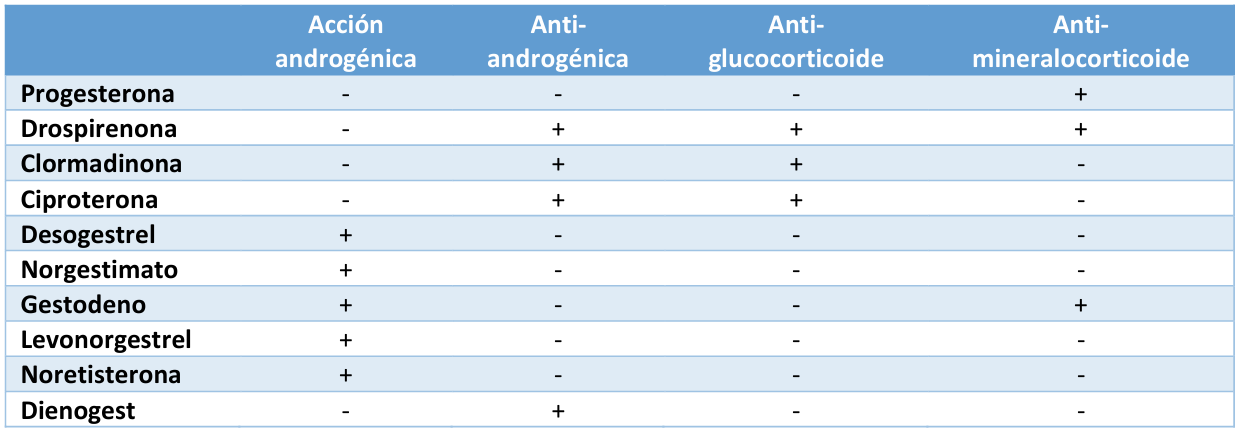 Acción androgénica Anti-androgénica Anti-glucocorticoide Anti-mineralocorticoide
Progesterona - - - +
Drospirenona - + + +
Clormadinona - + + -
Ciproterona - + + -
Desogestrel + - - -
Norgestimato + - - -
Gestodeno + - - +
Levonorgestrel + - - -
Noretisterona + - - -
Dienogest - + - -